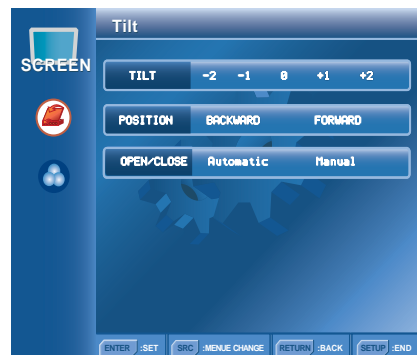 Tilt
SCREEN
TILT -2 -1 0 +1 +2
POSITION BACKWARD FORWARD
OPEN/CLOSE Automatic Manual
ENTER :SET SRC :MENUE CHANGE RETURN :BACK SETUP :END